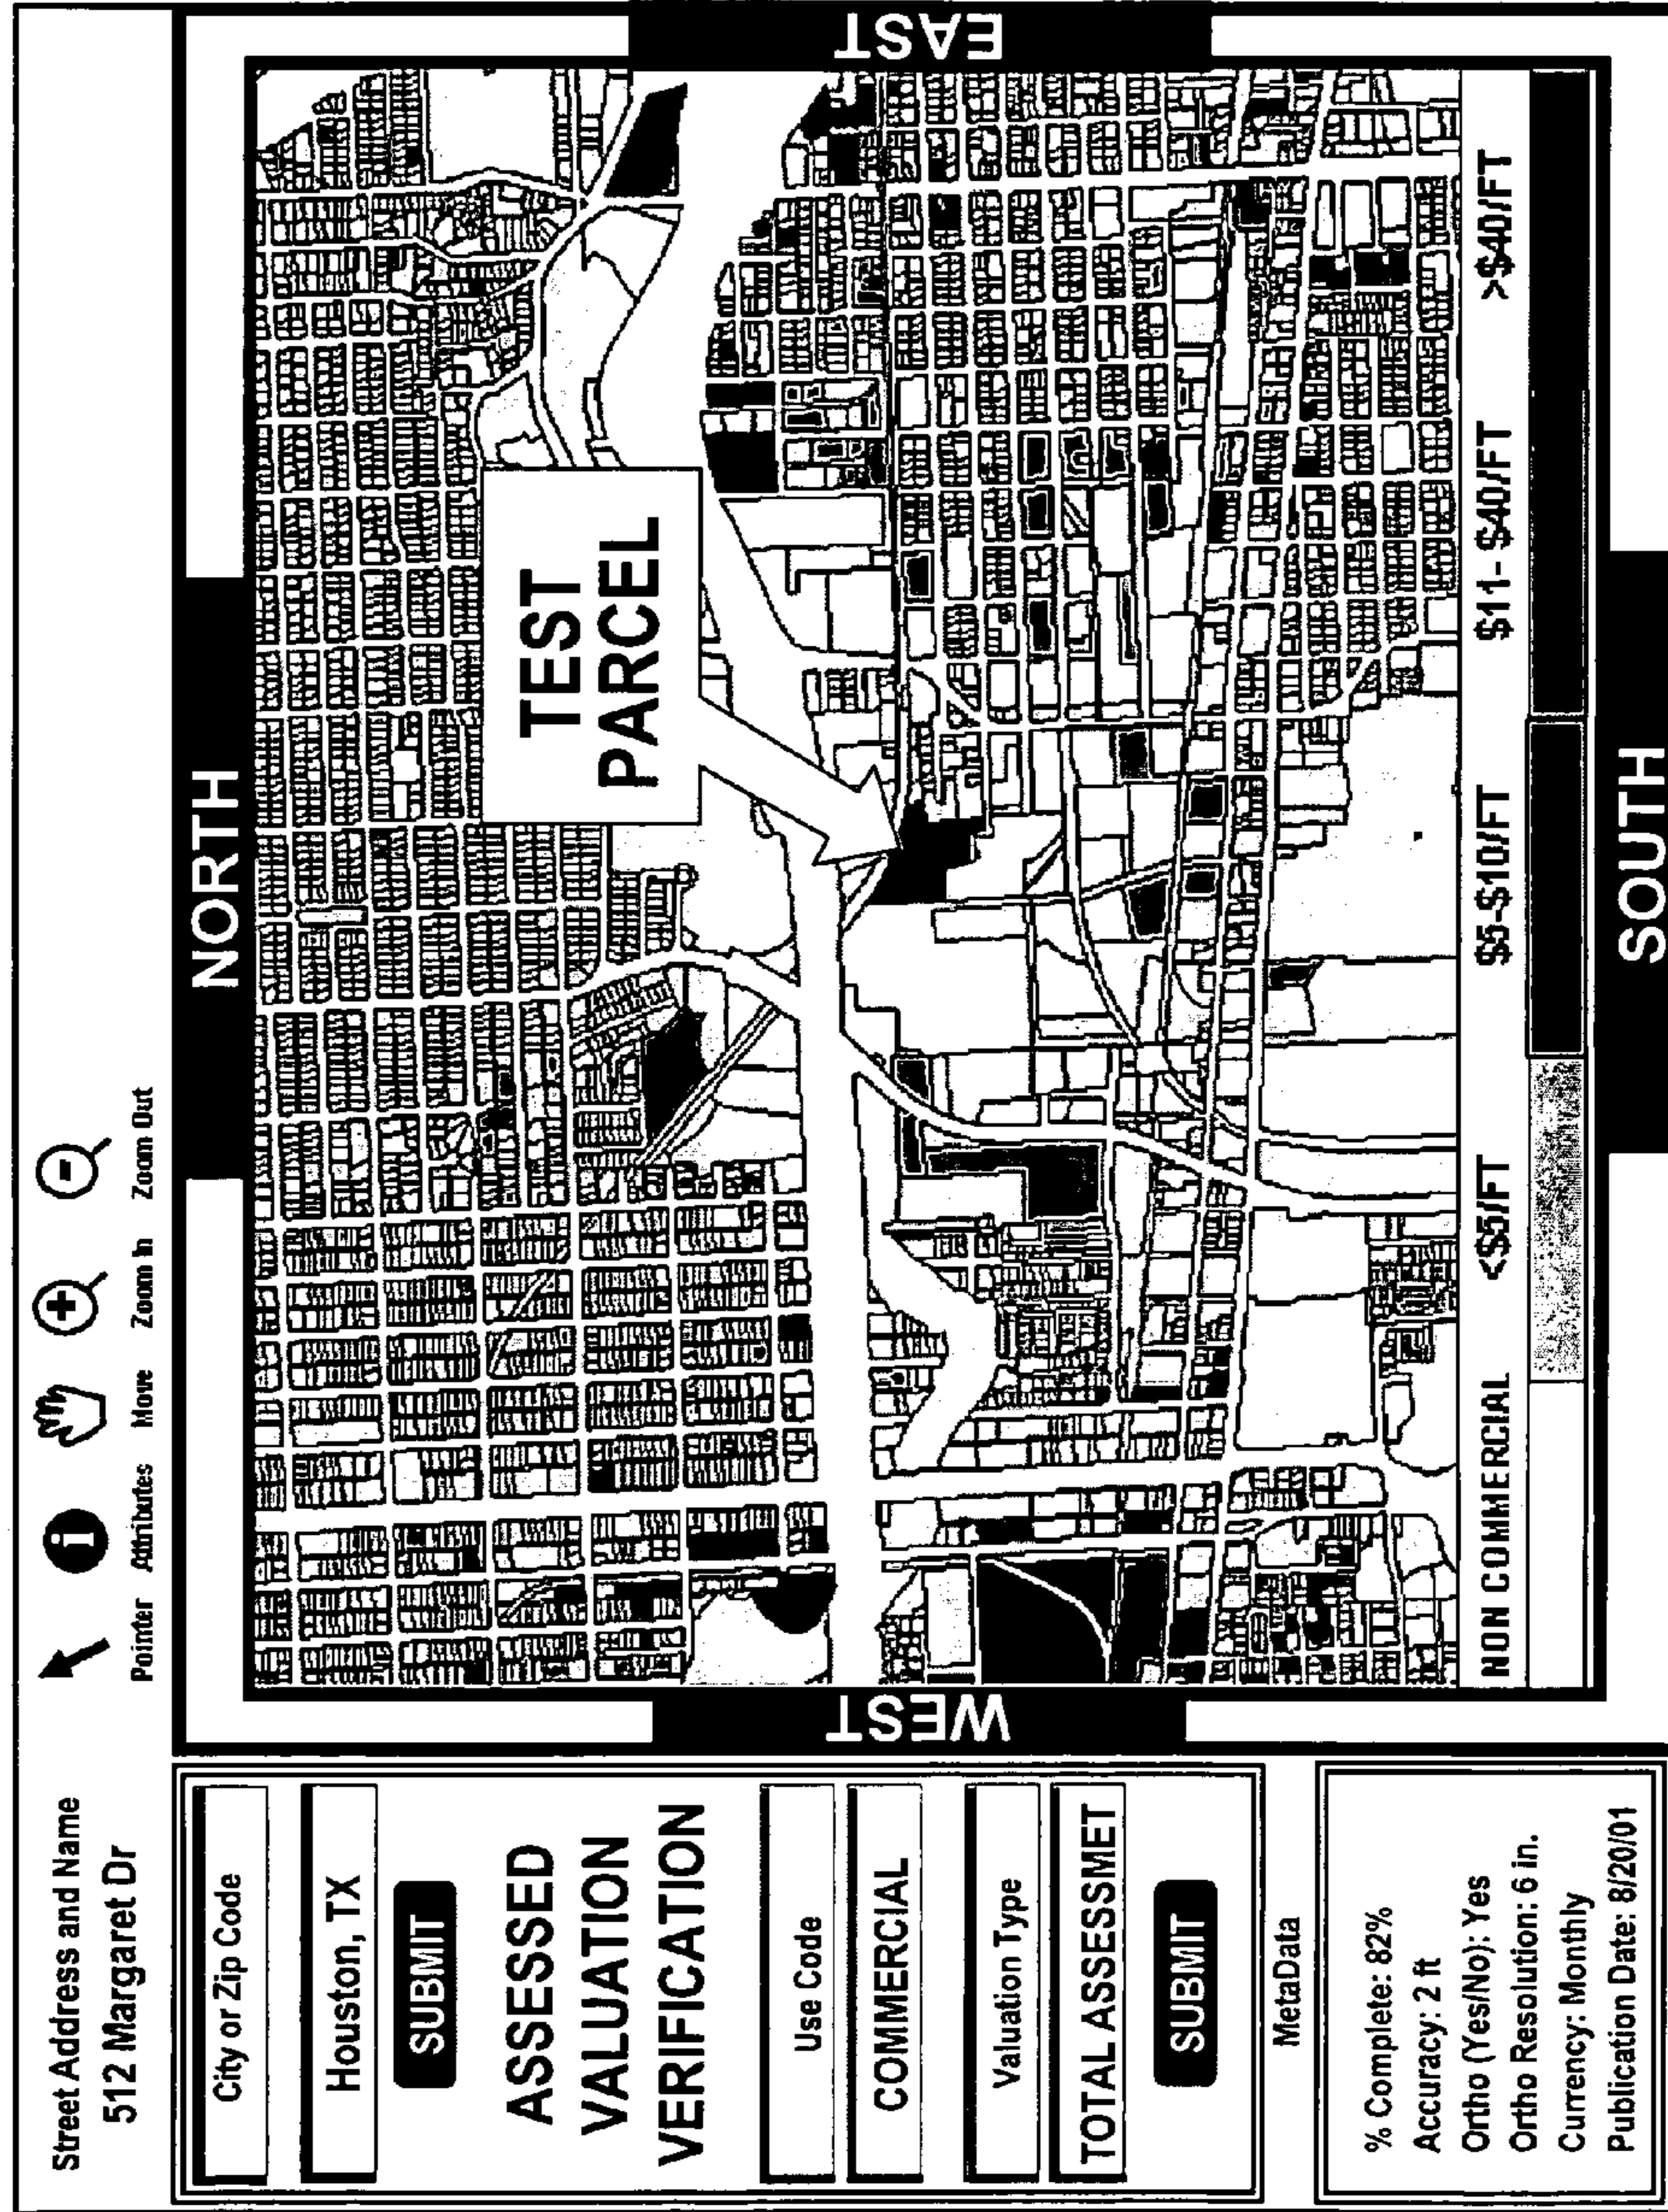 Street Address and Name
512 Margaret Dr
Pointer Attributes Move Zoom In Zoom Out
City or Zip Code
Houston, TX
SUBMIT
ASSESSED
VALUATION
VERIFICATION
Use Code
COMMERCIAL
Valuation Type
TOTAL ASSESSMET
SUBMIT
MetaData
% Complete: 82%
Accuracy: 2 ft
Ortho (Yes/No): Yes
Ortho Resolution: 6 in.
Currency: Monthly
Publication Date: 8/20/01
NORTH
WEST
EAST
TEST
PARCEL
NON COMMERCIAL <$5/FT $5-$10/FT $11-$40/FT >$40/FT
SOUTH